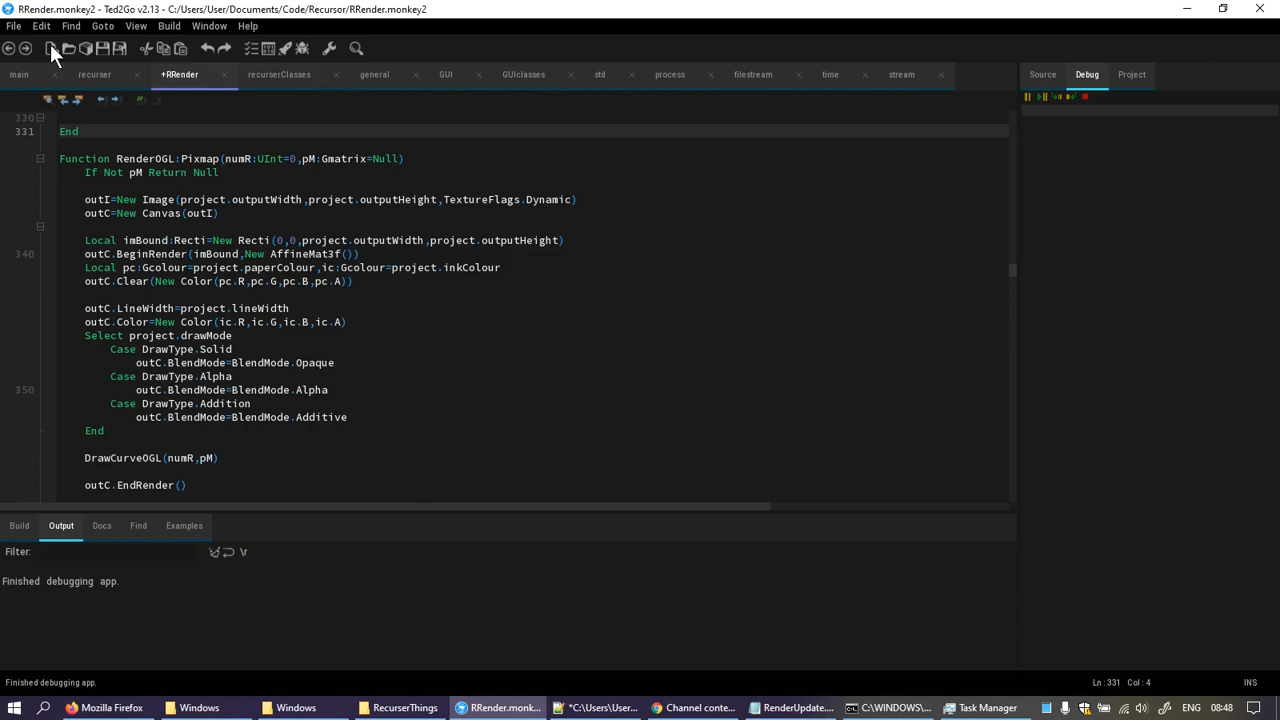 RRender.monkey2 - Ted2Go v2.13 - C:/Users/User/Documents/Code/Recursor/RRender.monkey2
File Edit Find Goto View Build Window Help
main recurser +RRender recurserClasses general GUI GUIclasses std process filestream time stream Source Debug Project
330
331 End
Function RenderOGL:Pixmap(numR:UInt=0,pM:Gmatrix=Null)
If Not pM Return Null
outI=New Image(project.outputWidth,project.outputHeight,TextureFlags.Dynamic)
outC=New Canvas(outI)
Local imBound:Recti=New Recti(0,0,project.outputWidth,project.outputHeight)
340 outC.BeginRender(imBound,New AffineMat3f())
Local pc:Gcolour=project.paperColour,ic:Gcolour=project.inkColour
outC.Clear(New Color(pc.R,pc.G,pc.B,pc.A))
outC.LineWidth=project.lineWidth
outC.Color=New Color(ic.R,ic.G,ic.B,ic.A)
Select project.drawMode
Case DrawType.Solid
outC.BlendMode=BlendMode.Opaque
Case DrawType.Alpha
350 outC.BlendMode=BlendMode.Alpha
Case DrawType.Addition
outC.BlendMode=BlendMode.Additive
End
DrawCurveOGL(numR,pM)
outC.EndRender()
Build Output Docs Find Examples
Filter: \r
Finished debugging app.
Finished debugging app. Ln : 331 Col : 4 INS
Mozilla Firefox Windows Windows RecurserThings RRender.monk... *C:\Users\User... Channel conte... RenderUpdate... C:\WINDOWS\... Task Manager ENG 08:48